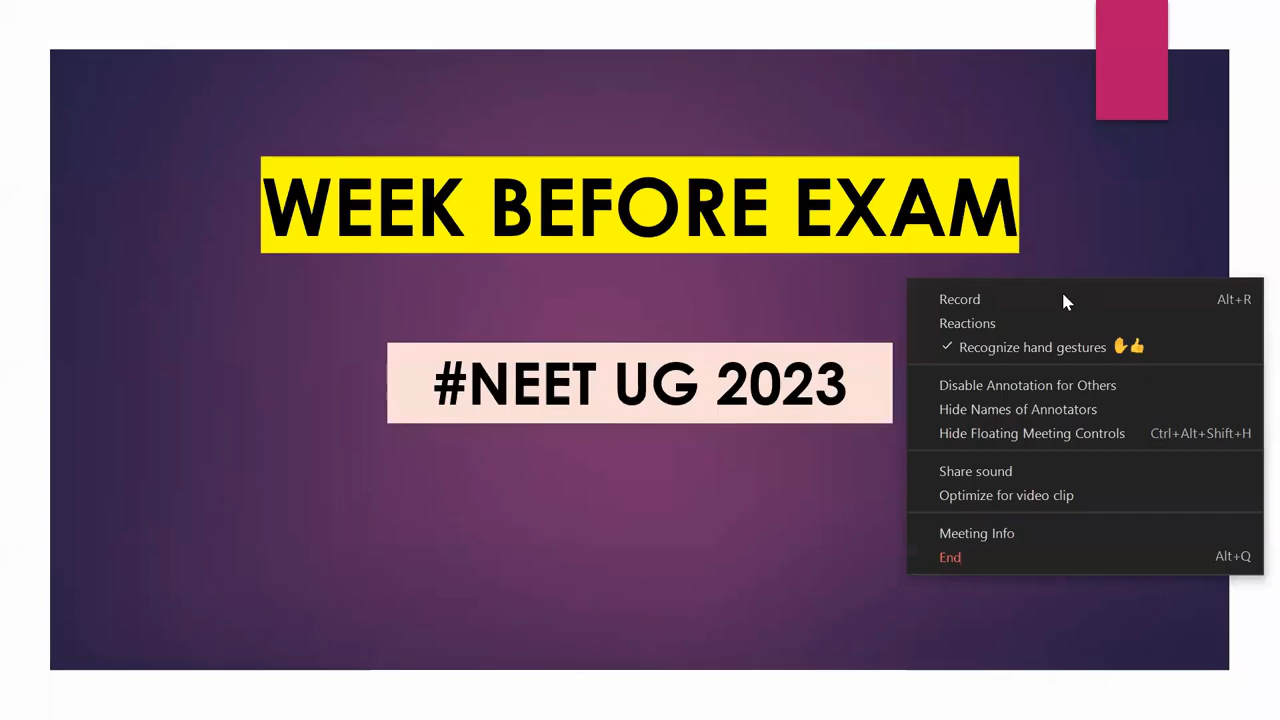 WEEK BEFORE EXAM
#NEET UG 2023
Record Alt+R
Reactions
Recognize hand gestures
Disable Annotation for Others
Hide Names of Annotators
Hide Floating Meeting Controls Ctrl+Alt+Shift+H
Share sound
Optimize for video clip
Meeting Info
End Alt+Q